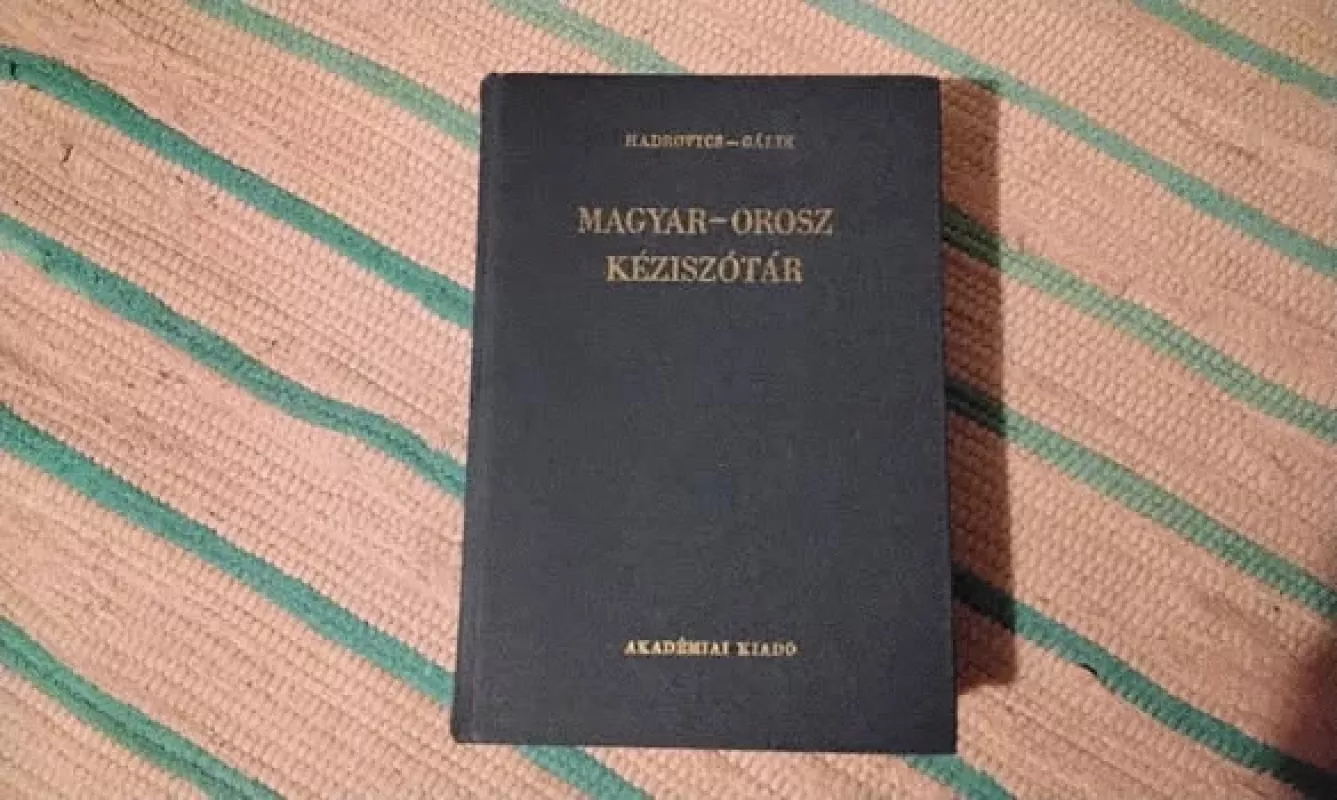 HADROVICS–GÁLDI
MAGYAR–OROSZ
KÉZISZÓTÁR
AKADÉMIAI KIADÓ